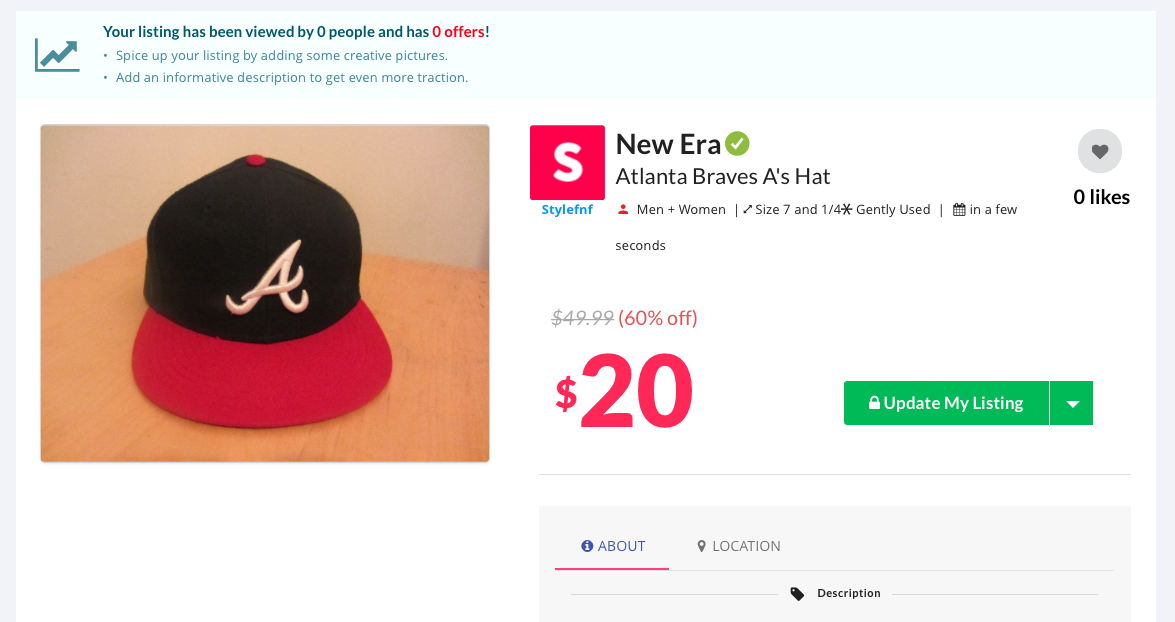 Your listing has been viewed by 0 people and has 0 offers!
• Spice up your listing by adding some creative pictures.
• Add an informative description to get even more traction.
A
S
Stylefnf
New Era
Atlanta Braves A's Hat
Men + Women | Size 7 and 1/4 Gently Used | in a few
seconds
0 likes
$49.99 (60% off)
$20
Update My Listing
ABOUT
LOCATION
Description